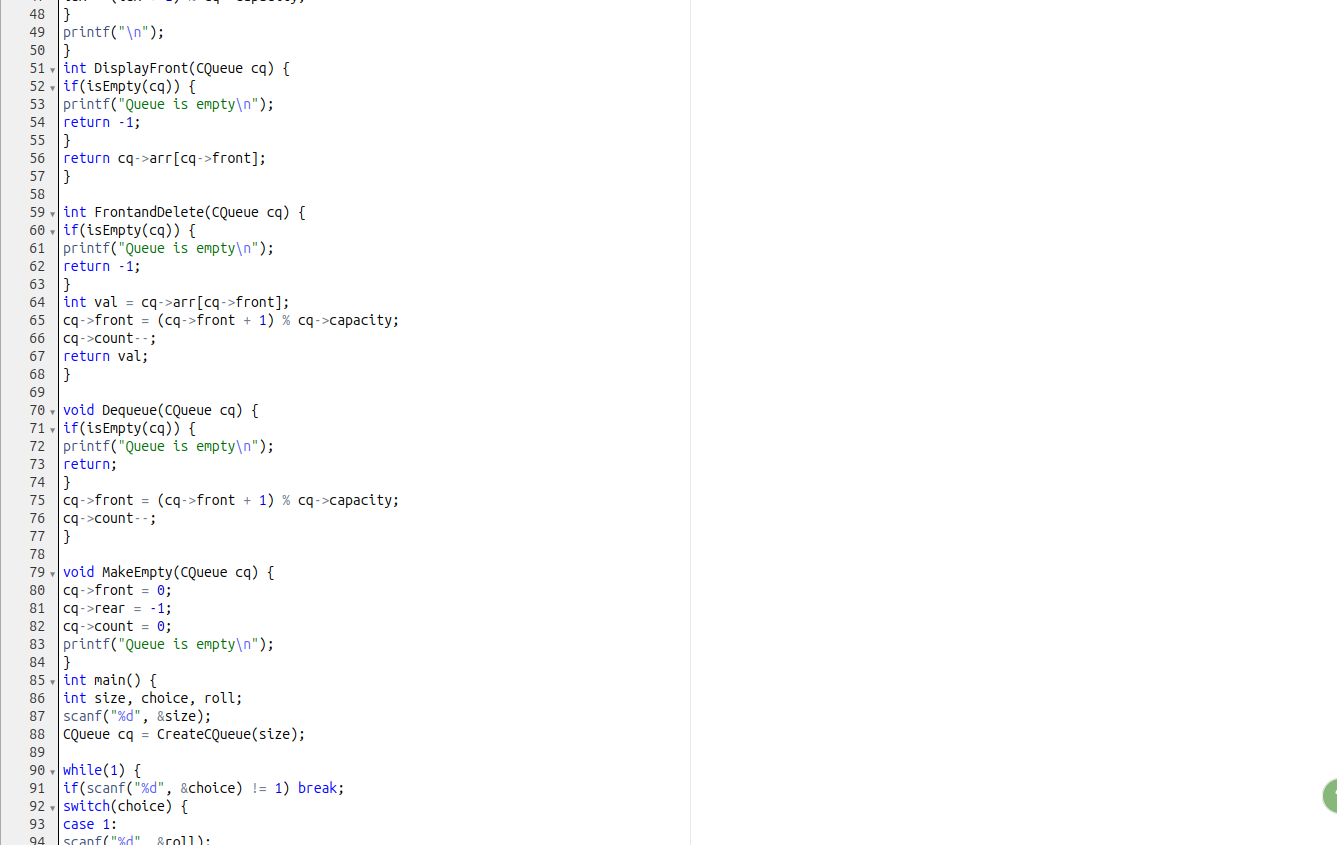 48 }
49 printf("\n");
50 }
51 int DisplayFront(CQueue cq) {
52 if(isEmpty(cq)) {
53 printf("Queue is empty\n");
54 return -1;
55 }
56 return cq->arr[cq->front];
57 }
58
59 int FrontandDelete(CQueue cq) {
60 if(isEmpty(cq)) {
61 printf("Queue is empty\n");
62 return -1;
63 }
64 int val = cq->arr[cq->front];
65 cq->front = (cq->front + 1) % cq->capacity;
66 cq->count--;
67 return val;
68 }
69
70 void Dequeue(CQueue cq) {
71 if(isEmpty(cq)) {
72 printf("Queue is empty\n");
73 return;
74 }
75 cq->front = (cq->front + 1) % cq->capacity;
76 cq->count--;
77 }
78
79 void MakeEmpty(CQueue cq) {
80 cq->front = 0;
81 cq->rear = -1;
82 cq->count = 0;
83 printf("Queue is empty\n");
84 }
85 int main() {
86 int size, choice, roll;
87 scanf("%d", &size);
88 CQueue cq = CreateCQueue(size);
89
90 while(1) {
91 if(scanf("%d", &choice) != 1) break;
92 switch(choice) {
93 case 1:
94 scanf("%d", &roll);